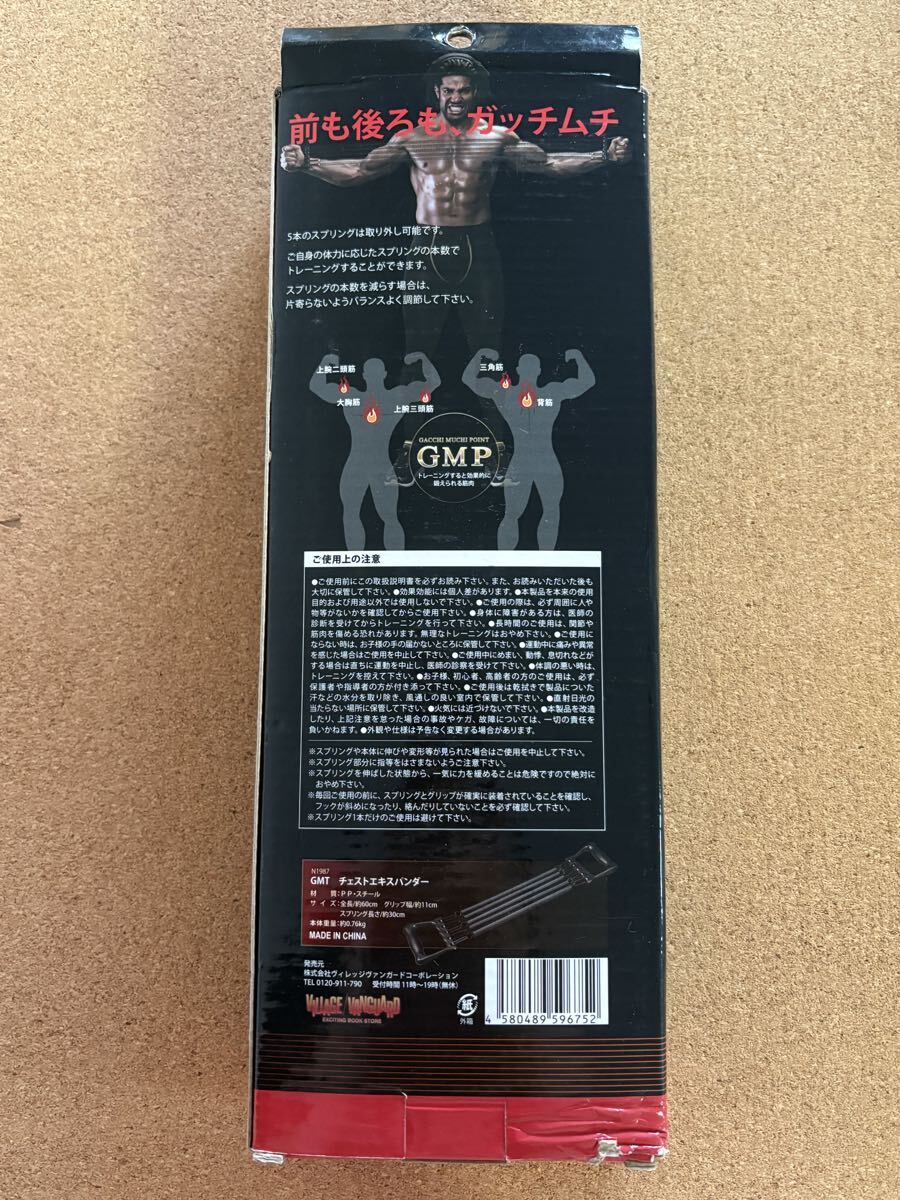 前も後ろも、ガッチムチ
5本のスプリングは取り外し可能です。
ご自身の体力に応じたスプリングの本数で
トレーニングすることができます。
スプリングの本数を減らす場合は、
片寄らないようバランスよく調節して下さい。
上腕二頭筋
大胸筋
上腕三頭筋
三角筋
背筋
GACCHI MUCHI POINT
GMP
トレーニングすると効果的に
鍛えられる筋肉
ご使用上の注意
●ご使用前にこの取扱説明書を必ずお読み下さい。また、お読みいただいた後も
大切に保管して下さい。●効果効能には個人差があります。●本製品を本来の使用
目的および用途以外では使用しないで下さい。●ご使用の際は、必ず周囲に人や
物等がないかを確認してからご使用下さい。●身体に障害がある方は、医師の
診断を受けてからトレーニングを行って下さい。●長時間のご使用は、関節や
筋肉を傷める恐れがあります。無理なトレーニングはおやめ下さい。●ご使用に
ならない時は、お子様の手の届かないところに保管して下さい。●運動中に痛みや異常
を感じた場合はご使用を中止して下さい。●ご使用中にめまい、動悸、息切れなどが
する場合は直ちに運動を中止し、医師の診察を受けて下さい。●体調の悪い時は、
トレーニングを控えて下さい。●お子様、初心者、高齢者の方のご使用は、必ず
保護者や指導者の方が付き添って下さい。●ご使用後は乾拭きで製品についた
汗などの水分を取り除き、風通しの良い室内で保管して下さい。●直射日光の
当たらない場所に保管して下さい。●火気には近づけないで下さい。●本製品を改造
したり、上記注意を怠った場合の事故やケガ、故障については、一切の責任を
負いかねます。●外観や仕様は予告なく変更する場合があります。
※スプリングや本体に伸びや変形等が見られた場合はご使用を中止して下さい。
※スプリング部分に指等をはさまないようご注意下さい。
※スプリングを伸ばした状態から、一気に力を緩めることは危険ですので絶対に
おやめ下さい。
※毎回ご使用の前に、スプリングとグリップが確実に装着されていることを確認し、
フックが斜めになったり、絡んだりしていないことを必ず確認して下さい。
※スプリング1本だけのご使用は避けて下さい。
N1987
GMT チェストエキスパンダー
材 質：PP・スチール
サイズ：全長/約60cm グリップ幅/約11cm
スプリング長さ/約30cm
本体重量：約0.76kg
MADE IN CHINA
発売元
株式会社ヴィレッジヴァンガードコーポレーション
TEL 0120-911-790 受付時間 11時〜19時（無休）
VILLAGE VANGUARD
EXCITING BOOK STORE
紙
外箱
4 580489 596752